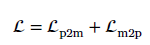 ℒ = ℒp2m + ℒm2p